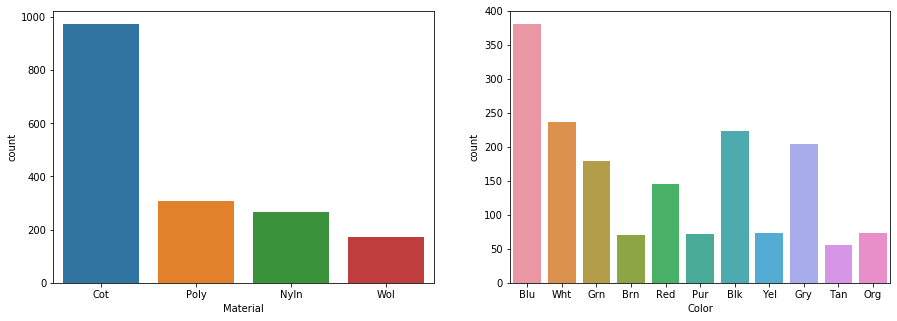 1000
800
600
400
200
0
count
Cot Poly Nyln Wol
Material
400
350
300
250
200
150
100
50
0
count
Blu Wht Grn Brn Red Pur Blk Yel Gry Tan Org
Color